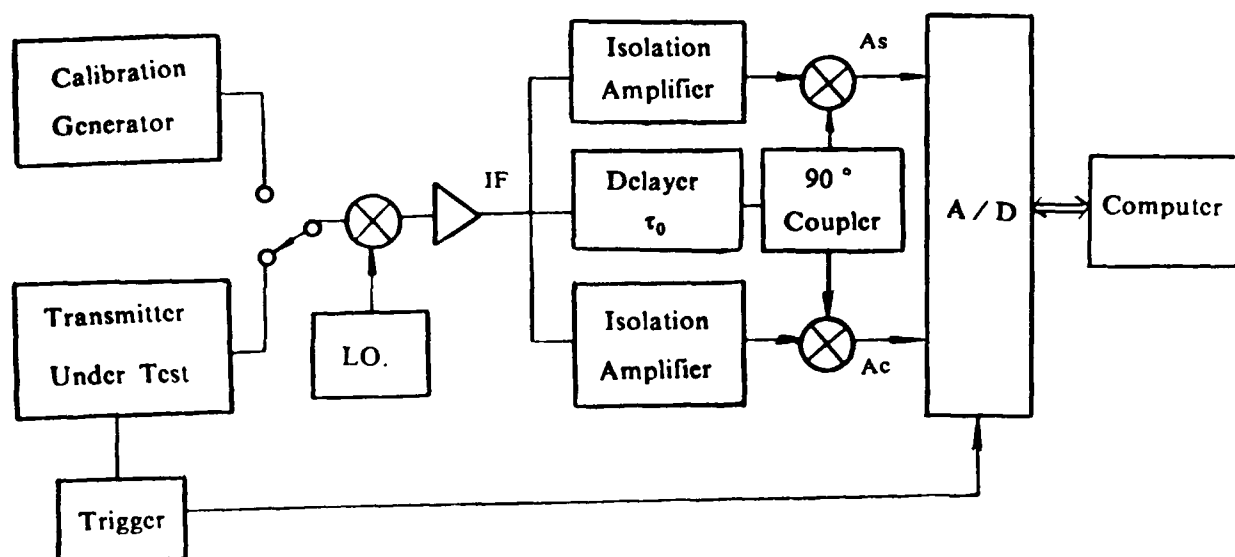 Calibration
Generator
Transmitter
Under Test
Trigger
LO.
IF
Isolation
Amplifier
Delayer
τ₀
Isolation
Amplifier
90°
Coupler
As
Ac
A/D
Computer